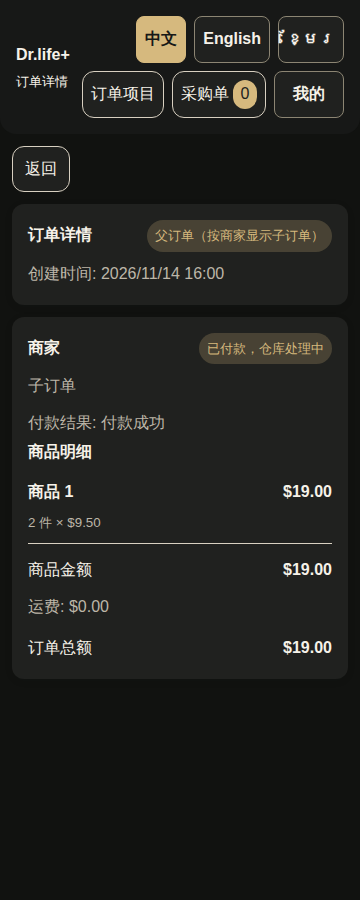 Dr.life+
订单详情
中文 English ខ្មែរ
订单项目 采购单 0 我的
返回
订单详情 父订单（按商家显示子订单）
创建时间: 2026/11/14 16:00
商家 已付款，仓库处理中
子订单
付款结果: 付款成功
商品明细
商品 1 $19.00
2 件 × $9.50
商品金额 $19.00
运费: $0.00
订单总额 $19.00